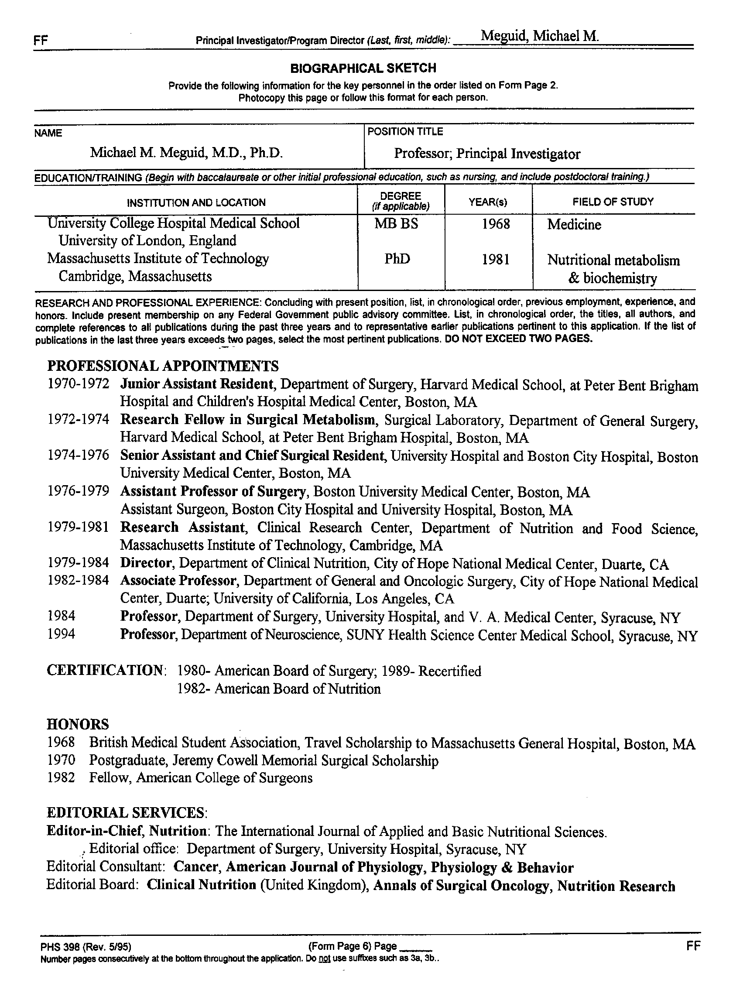 FF Principal Investigator/Program Director (Last, first, middle): Meguid, Michael M.
BIOGRAPHICAL SKETCH
Provide the following information for the key personnel in the order listed on Form Page 2.
Photocopy this page or follow this format for each person.
NAME POSITION TITLE
Michael M. Meguid, M.D., Ph.D. Professor; Principal Investigator
EDUCATION/TRAINING (Begin with baccalaureate or other initial professional education, such as nursing, and include postdoctoral training.)
INSTITUTION AND LOCATION DEGREE (if applicable) YEAR(s) FIELD OF STUDY
University College Hospital Medical School MB BS 1968 Medicine
University of London, England
Massachusetts Institute of Technology PhD 1981 Nutritional metabolism
Cambridge, Massachusetts & biochemistry
RESEARCH AND PROFESSIONAL EXPERIENCE: Concluding with present position, list, in chronological order, previous employment, experience, and
honors. Include present membership on any Federal Government public advisory committee. List, in chronological order, the titles, all authors, and
complete references to all publications during the past three years and to representative earlier publications pertinent to this application. If the list of
publications in the last three years exceeds two pages, select the most pertinent publications. DO NOT EXCEED TWO PAGES.
PROFESSIONAL APPOINTMENTS
1970-1972 Junior Assistant Resident, Department of Surgery, Harvard Medical School, at Peter Bent Brigham
Hospital and Children's Hospital Medical Center, Boston, MA
1972-1974 Research Fellow in Surgical Metabolism, Surgical Laboratory, Department of General Surgery,
Harvard Medical School, at Peter Bent Brigham Hospital, Boston, MA
1974-1976 Senior Assistant and Chief Surgical Resident, University Hospital and Boston City Hospital, Boston
University Medical Center, Boston, MA
1976-1979 Assistant Professor of Surgery, Boston University Medical Center, Boston, MA
Assistant Surgeon, Boston City Hospital and University Hospital, Boston, MA
1979-1981 Research Assistant, Clinical Research Center, Department of Nutrition and Food Science,
Massachusetts Institute of Technology, Cambridge, MA
1979-1984 Director, Department of Clinical Nutrition, City of Hope National Medical Center, Duarte, CA
1982-1984 Associate Professor, Department of General and Oncologic Surgery, City of Hope National Medical
Center, Duarte; University of California, Los Angeles, CA
1984 Professor, Department of Surgery, University Hospital, and V. A. Medical Center, Syracuse, NY
1994 Professor, Department of Neuroscience, SUNY Health Science Center Medical School, Syracuse, NY
CERTIFICATION: 1980- American Board of Surgery; 1989- Recertified
1982- American Board of Nutrition
HONORS
1968 British Medical Student Association, Travel Scholarship to Massachusetts General Hospital, Boston, MA
1970 Postgraduate, Jeremy Cowell Memorial Surgical Scholarship
1982 Fellow, American College of Surgeons
EDITORIAL SERVICES:
Editor-in-Chief, Nutrition: The International Journal of Applied and Basic Nutritional Sciences.
Editorial office: Department of Surgery, University Hospital, Syracuse, NY
Editorial Consultant: Cancer, American Journal of Physiology, Physiology & Behavior
Editorial Board: Clinical Nutrition (United Kingdom), Annals of Surgical Oncology, Nutrition Research
PHS 398 (Rev. 5/95) (Form Page 6) Page ______ FF
Number pages consecutively at the bottom throughout the application. Do not use suffixes such as 3a, 3b..